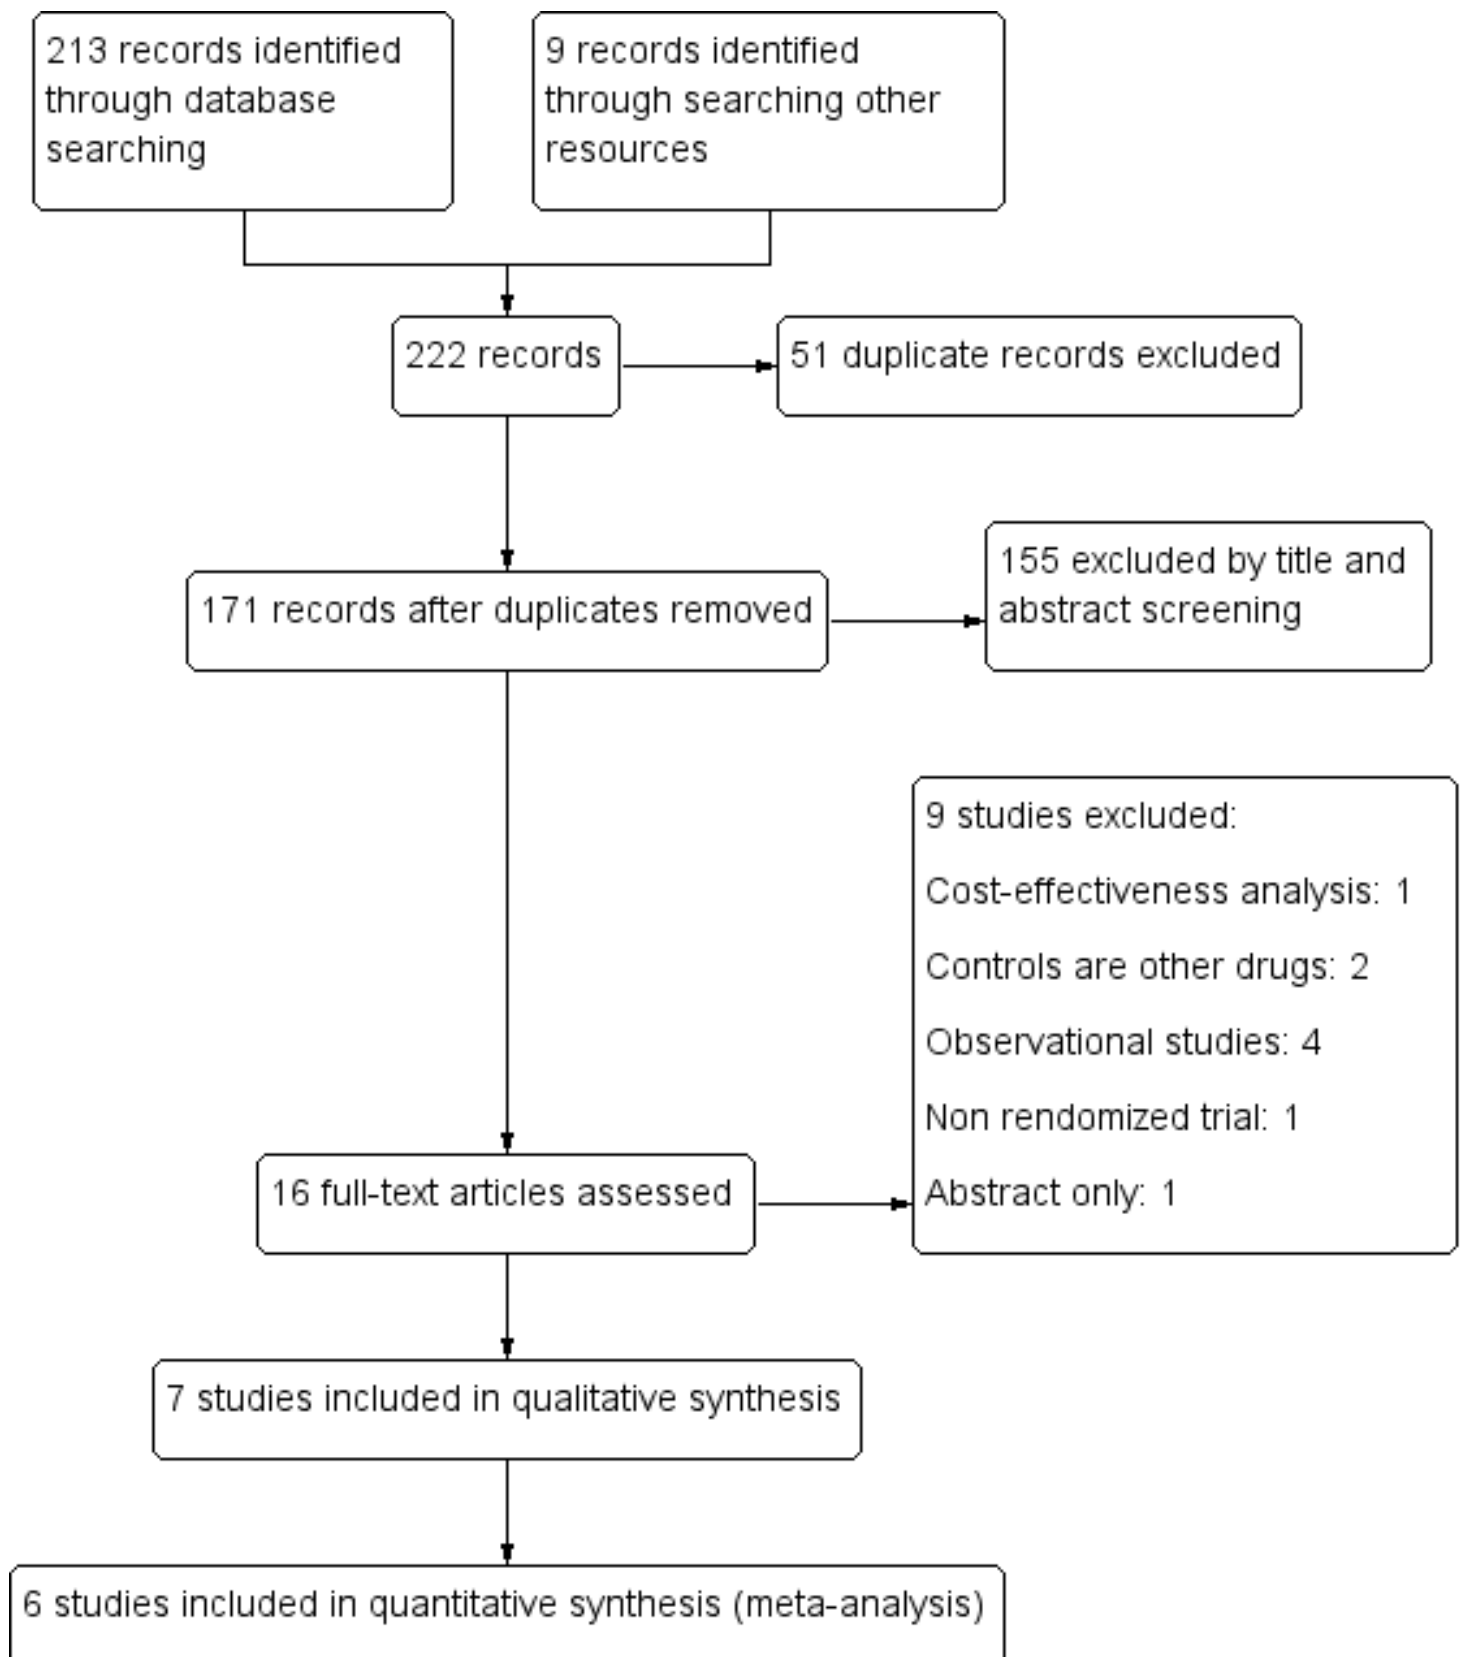 213 records identified
through database
searching
9 records identified
through searching other
resources
222 records
51 duplicate records excluded
171 records after duplicates removed
155 excluded by title and
abstract screening
16 full-text articles assessed
9 studies excluded:
Cost-effectiveness analysis: 1
Controls are other drugs: 2
Observational studies: 4
Non rendomized trial: 1
Abstract only: 1
7 studies included in qualitative synthesis
6 studies included in quantitative synthesis (meta-analysis)